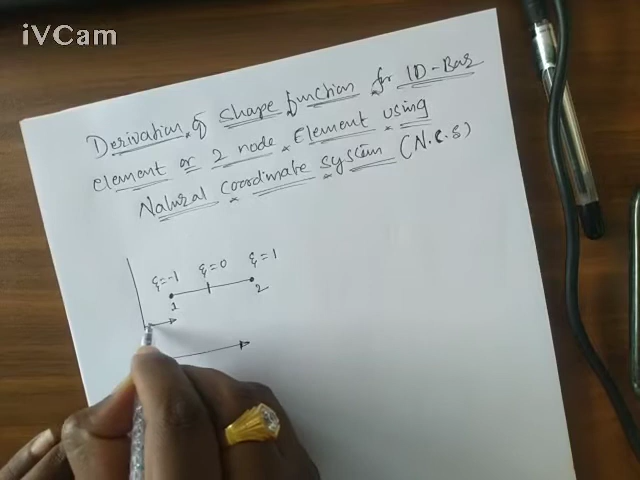 iVCam
Derivation of shape function for 1D-Bar
element or 2 node Element using
Natural coordinate system (N.C.S)
ξ=-1 ξ=0 ξ=1
1 2